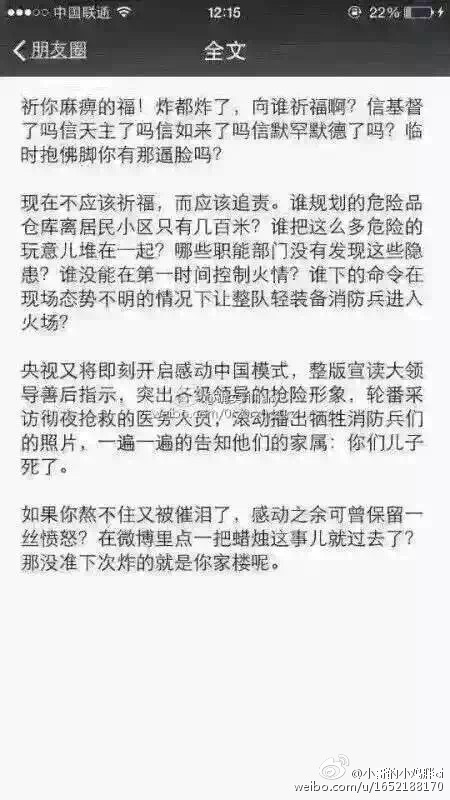 中国联通 12:15 22%
朋友圈 全文
祈你麻痹的福！炸都炸了，向谁祈福啊？信基督
了吗信天主了吗信如来了吗信默罕默德了吗？临
时抱佛脚你有那逼脸吗？
现在不应该祈福，而应该追责。谁规划的危险品
仓库离居民小区只有几百米？谁把这么多危险的
玩意儿堆在一起？哪些职能部门没有发现这些隐
患？谁没能在第一时间控制火情？谁下的命令在
现场态势不明的情况下让整队轻装备消防兵进入
火场？
央视又将即刻开启感动中国模式，整版宣读大领
导善后指示，突出各级领导的抢险形象，轮番采
访彻夜抢救的医务人员，滚动播出牺牲消防兵们
的照片，一遍一遍的告知他们的家属：你们儿子
死了。
如果你熬不住又被催泪了，感动之余可曾保留一
丝愤怒？在微博里点一把蜡烛这事儿就过去了？
那没准下次炸的就是你家楼呢。
weibo.com/u/1652188170